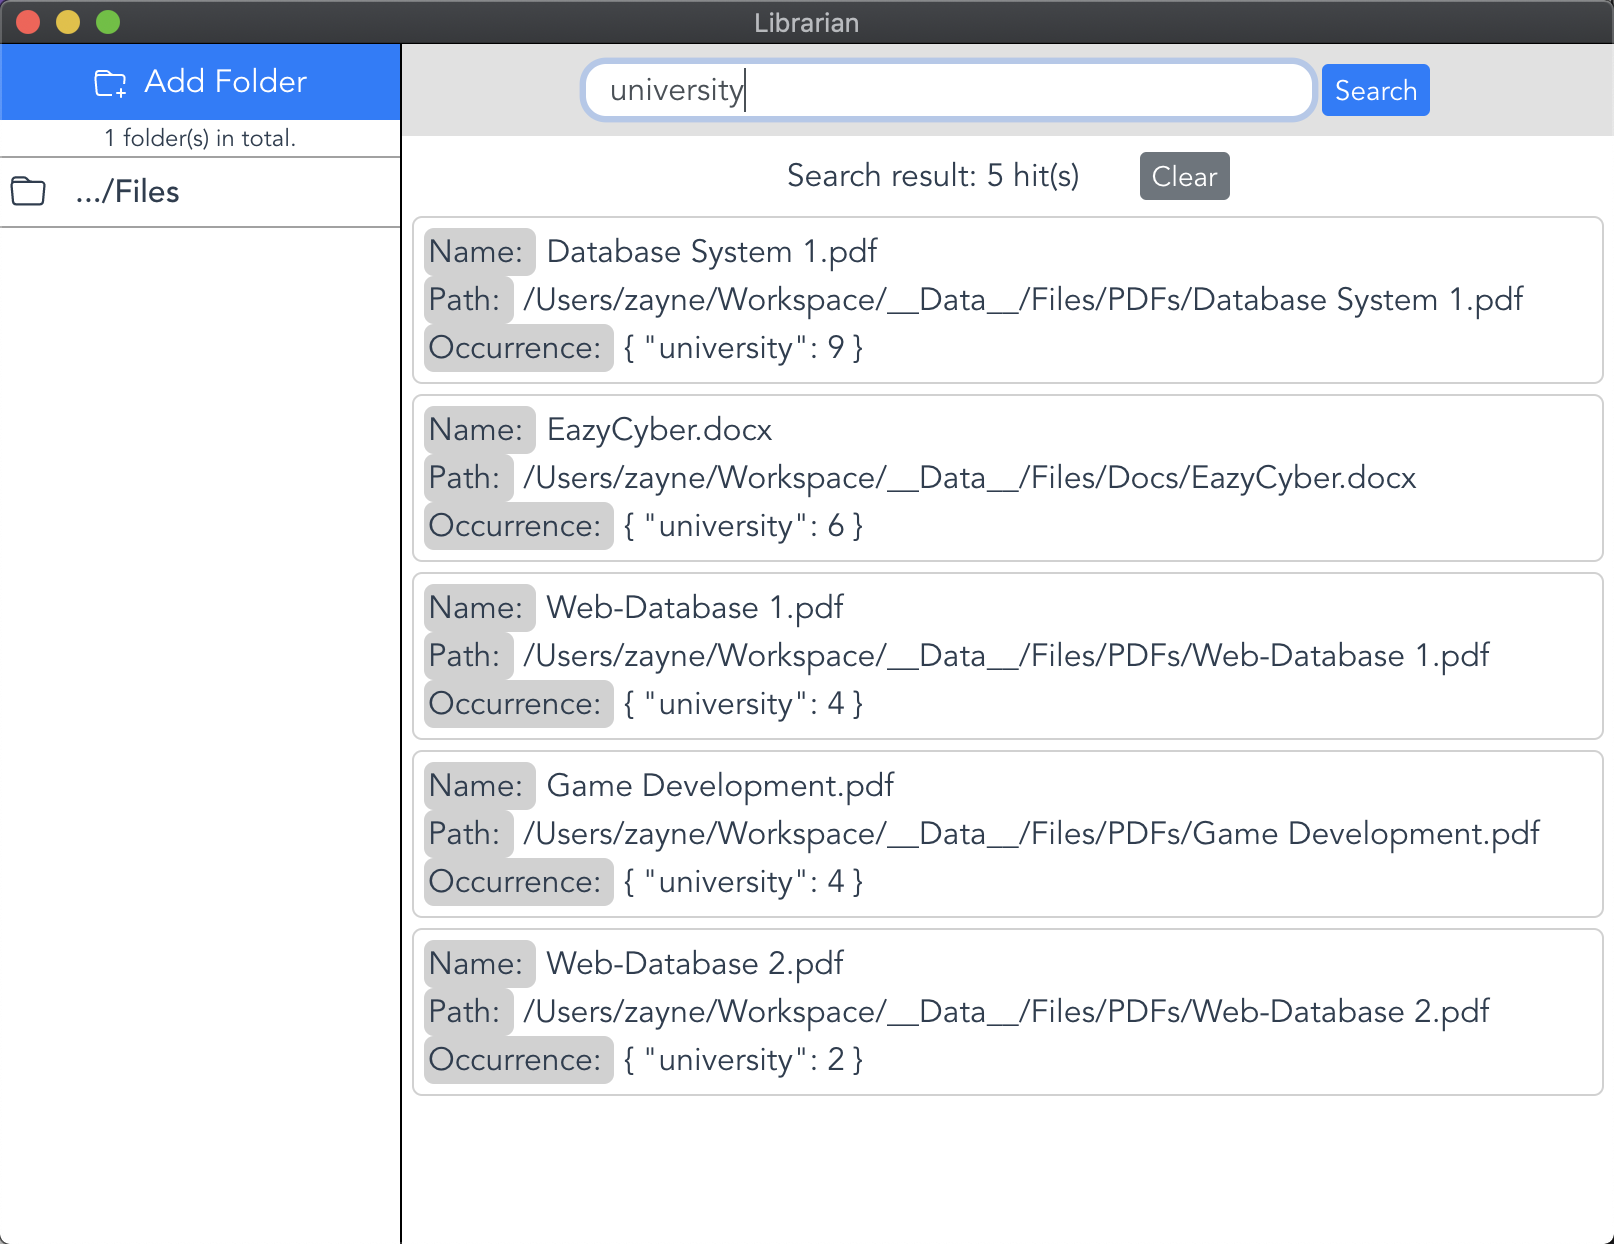 Librarian
Add Folder
1 folder(s) in total.
.../Files
university
Search
Search result: 5 hit(s)
Clear
Name: Database System 1.pdf
Path: /Users/zayne/Workspace/__Data__/Files/PDFs/Database System 1.pdf
Occurrence: { "university": 9 }
Name: EazyCyber.docx
Path: /Users/zayne/Workspace/__Data__/Files/Docs/EazyCyber.docx
Occurrence: { "university": 6 }
Name: Web-Database 1.pdf
Path: /Users/zayne/Workspace/__Data__/Files/PDFs/Web-Database 1.pdf
Occurrence: { "university": 4 }
Name: Game Development.pdf
Path: /Users/zayne/Workspace/__Data__/Files/PDFs/Game Development.pdf
Occurrence: { "university": 4 }
Name: Web-Database 2.pdf
Path: /Users/zayne/Workspace/__Data__/Files/PDFs/Web-Database 2.pdf
Occurrence: { "university": 2 }